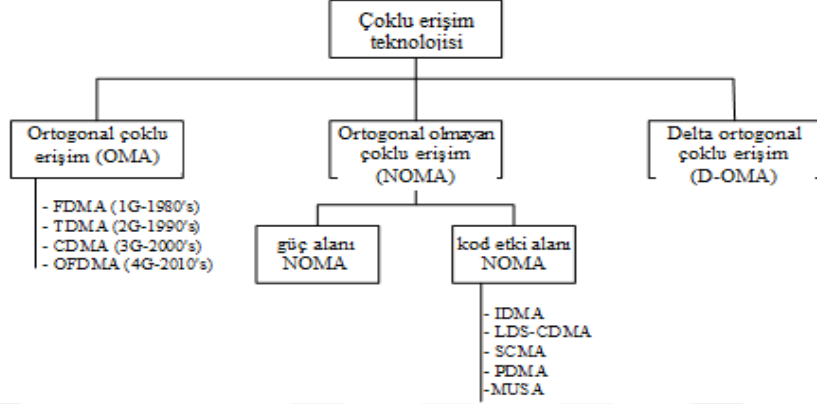 Çoklu erişim
teknolojisi
Ortogonal çoklu
erişim (OMA)
- FDMA (1G-1980's)
- TDMA (2G-1990's)
- CDMA (3G-2000's)
- OFDMA (4G-2010's)
Ortogonal olmayan
çoklu erişim
(NOMA)
güç alanı
NOMA
kod etki alanı
NOMA
- IDMA
- LDS-CDMA
- SCMA
- PDMA
-MUSA
Delta ortogonal
çoklu erişim
(D-OMA)